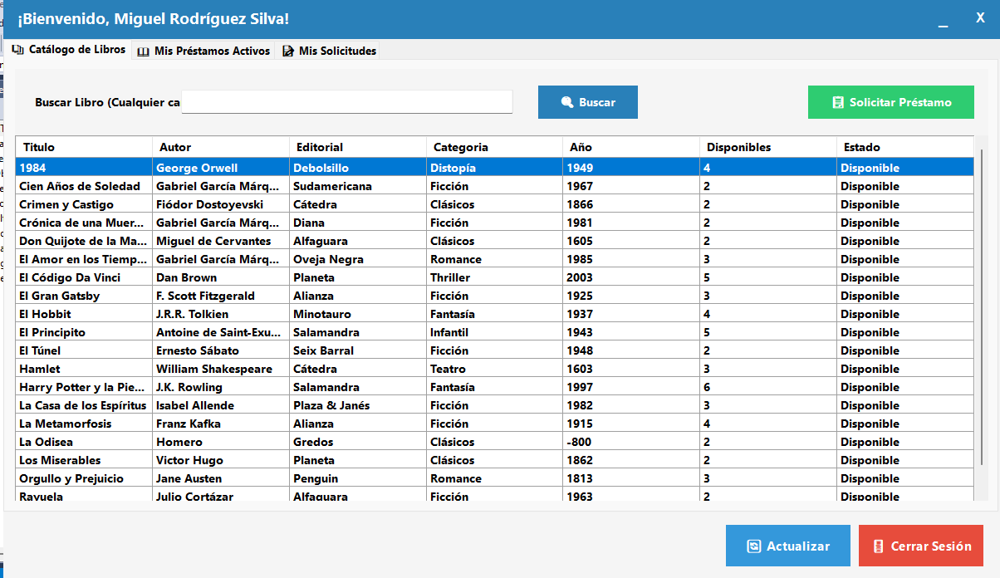 ¡Bienvenido, Miguel Rodríguez Silva!
_ X
Catálogo de Libros Mis Préstamos Activos Mis Solicitudes
Buscar Libro (Cualquier ca Buscar Solicitar Préstamo
Titulo Autor Editorial Categoria Año Disponibles Estado
1984 George Orwell Debolsillo Distopía 1949 4 Disponible
Cien Años de Soledad Gabriel García Márq... Sudamericana Ficción 1967 2 Disponible
Crimen y Castigo Fiódor Dostoyevski Cátedra Clásicos 1866 2 Disponible
Crónica de una Muer... Gabriel García Márq... Diana Ficción 1981 2 Disponible
Don Quijote de la Ma... Miguel de Cervantes Alfaguara Clásicos 1605 2 Disponible
El Amor en los Tiemp... Gabriel García Márq... Oveja Negra Romance 1985 3 Disponible
El Código Da Vinci Dan Brown Planeta Thriller 2003 5 Disponible
El Gran Gatsby F. Scott Fitzgerald Alianza Ficción 1925 3 Disponible
El Hobbit J.R.R. Tolkien Minotauro Fantasía 1937 4 Disponible
El Principito Antoine de Saint-Exu... Salamandra Infantil 1943 5 Disponible
El Túnel Ernesto Sábato Seix Barral Ficción 1948 2 Disponible
Hamlet William Shakespeare Cátedra Teatro 1603 3 Disponible
Harry Potter y la Pie... J.K. Rowling Salamandra Fantasía 1997 6 Disponible
La Casa de los Espíritus Isabel Allende Plaza & Janés Ficción 1982 3 Disponible
La Metamorfosis Franz Kafka Alianza Ficción 1915 4 Disponible
La Odisea Homero Gredos Clásicos -800 2 Disponible
Los Miserables Victor Hugo Planeta Clásicos 1862 2 Disponible
Orgullo y Prejuicio Jane Austen Penguin Romance 1813 3 Disponible
Rayuela Julio Cortázar Alfaguara Ficción 1963 2 Disponible
Actualizar Cerrar Sesión